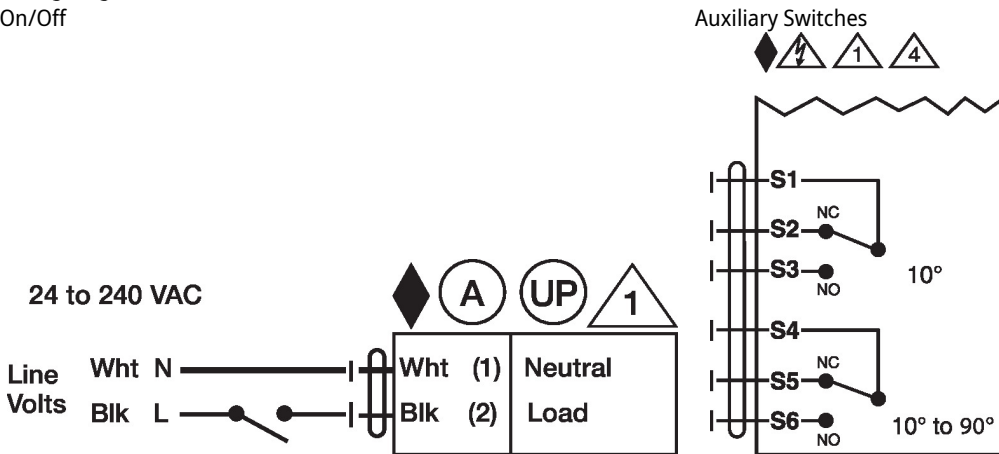 On/Off
Auxiliary Switches
1 4
S1
NC
S2
S3
NO
10°
S4
NC
S5
S6
NO
10° to 90°
24 to 240 VAC
A UP 1
Line Volts
Wht N
Wht (1) Neutral
Blk L
Blk (2) Load